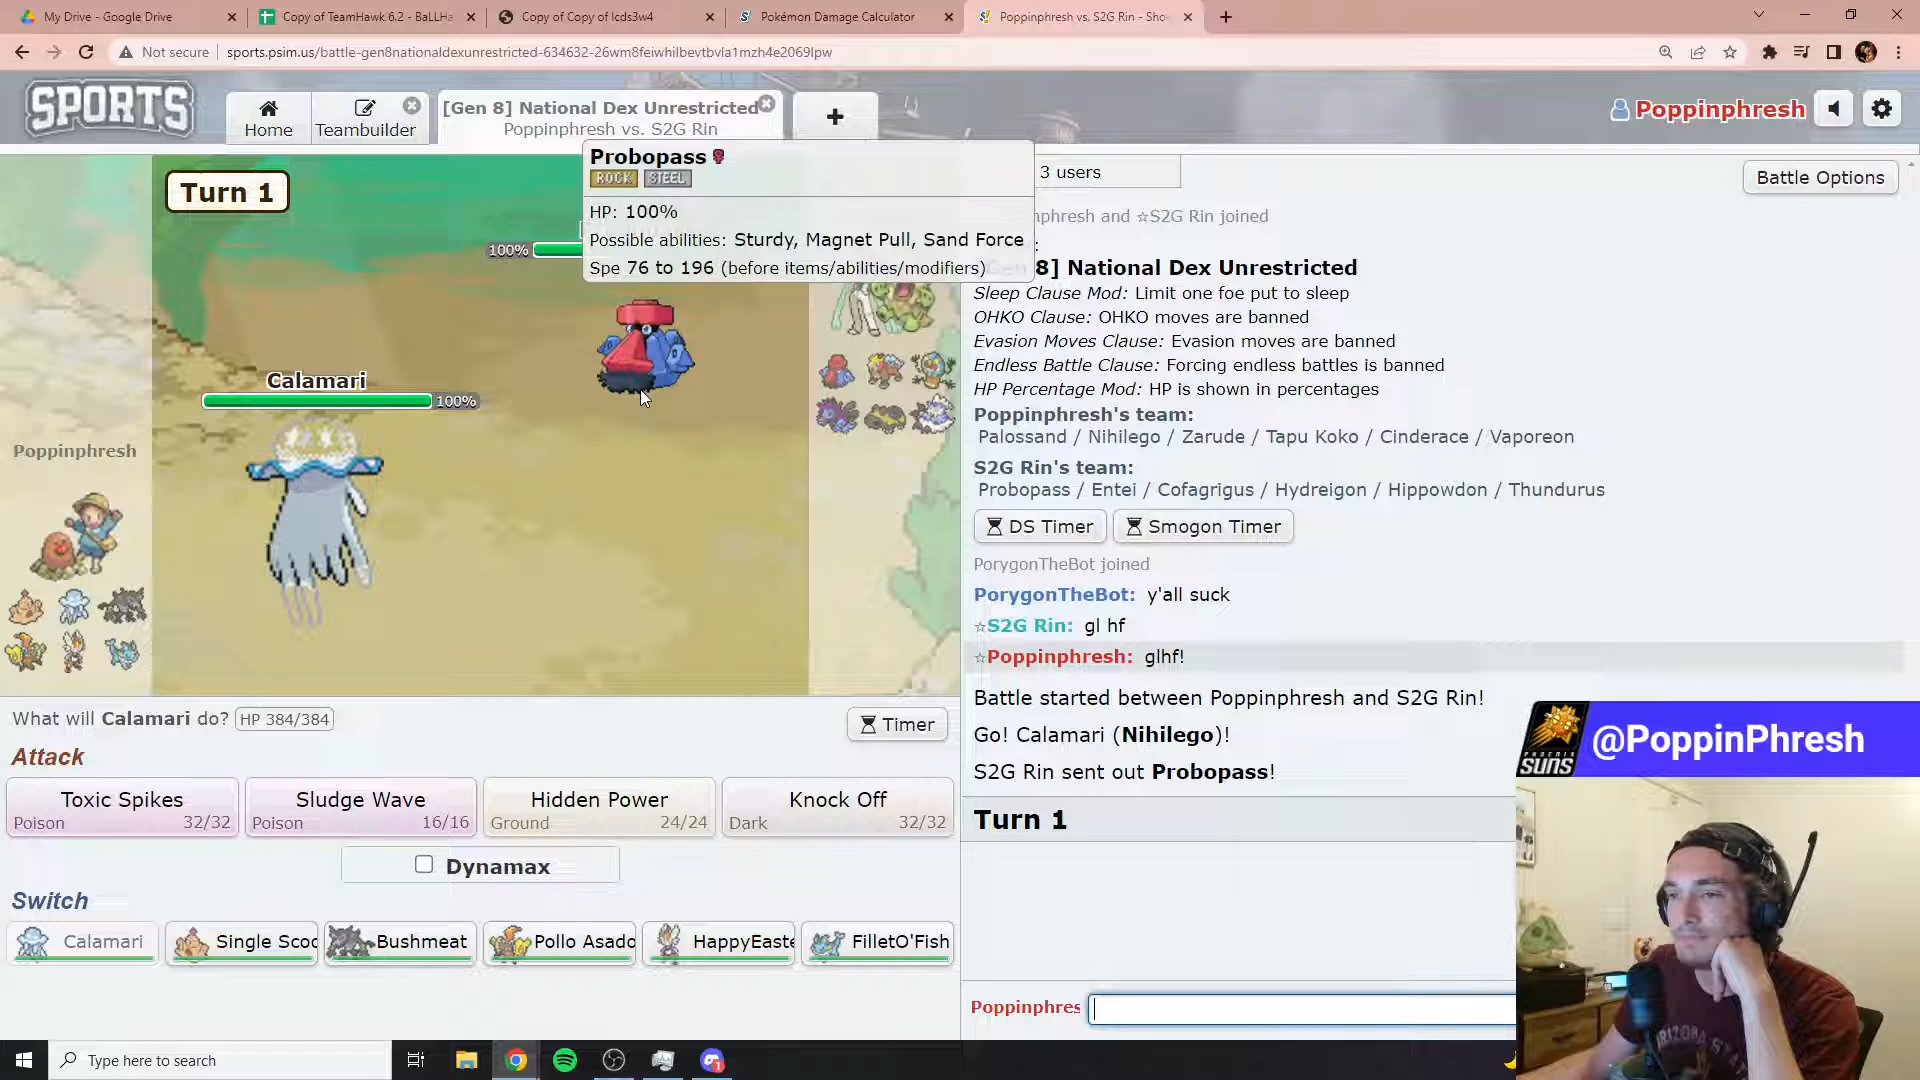 My Drive - Google Drive
Copy of TeamHawk 6.2 - BaLLHa
Copy of Copy of lcds3w4
Pokémon Damage Calculator
Poppinphresh vs. S2G Rin - Sho
Not secure
sports.psim.us/battle-gen8nationaldexunrestricted-634632-26wm8feiwhilbevtbvla1mzh4e2069lpw
SPORTS
Home
Teambuilder
[Gen 8] National Dex Unrestricted
Poppinphresh vs. S2G Rin
Poppinphresh
Turn 1
Probopass
ROCK STEEL
HP: 100%
Possible abilities: Sturdy, Magnet Pull, Sand Force
Spe 76 to 196 (before items/abilities/modifiers)
100%
Calamari
100%
Poppinphresh
3 users
Battle Options
nphresh and ☆S2G Rin joined
:
8] National Dex Unrestricted
Sleep Clause Mod: Limit one foe put to sleep
OHKO Clause: OHKO moves are banned
Evasion Moves Clause: Evasion moves are banned
Endless Battle Clause: Forcing endless battles is banned
HP Percentage Mod: HP is shown in percentages
Poppinphresh's team:
Palossand / Nihilego / Zarude / Tapu Koko / Cinderace / Vaporeon
S2G Rin's team:
Probopass / Entei / Cofagrigus / Hydreigon / Hippowdon / Thundurus
DS Timer
Smogon Timer
PorygonTheBot joined
PorygonTheBot: y'all suck
☆S2G Rin: gl hf
☆Poppinphresh: glhf!
Battle started between Poppinphresh and S2G Rin!
Go! Calamari (Nihilego)!
S2G Rin sent out Probopass!
Turn 1
Poppinphres
What will Calamari do? HP 384/384
Timer
Attack
Toxic Spikes
Poison 32/32
Sludge Wave
Poison 16/16
Hidden Power
Ground 24/24
Knock Off
Dark 32/32
Dynamax
Switch
Calamari
Single Scoo
Bushmeat
Pollo Asado
HappyEaste
FilletO'Fish
PHOENIX
SUNS
@PoppinPhresh
Type here to search